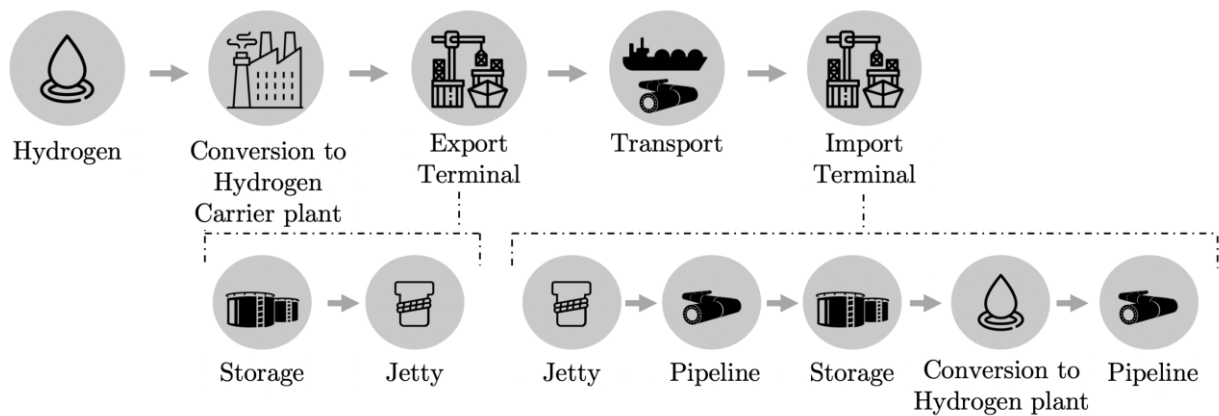 Hydrogen
Conversion to
Hydrogen
Carrier plant
Export
Terminal
Transport
Import
Terminal
Storage
Jetty
Jetty
Pipeline
Storage
Conversion to
Hydrogen plant
Pipeline